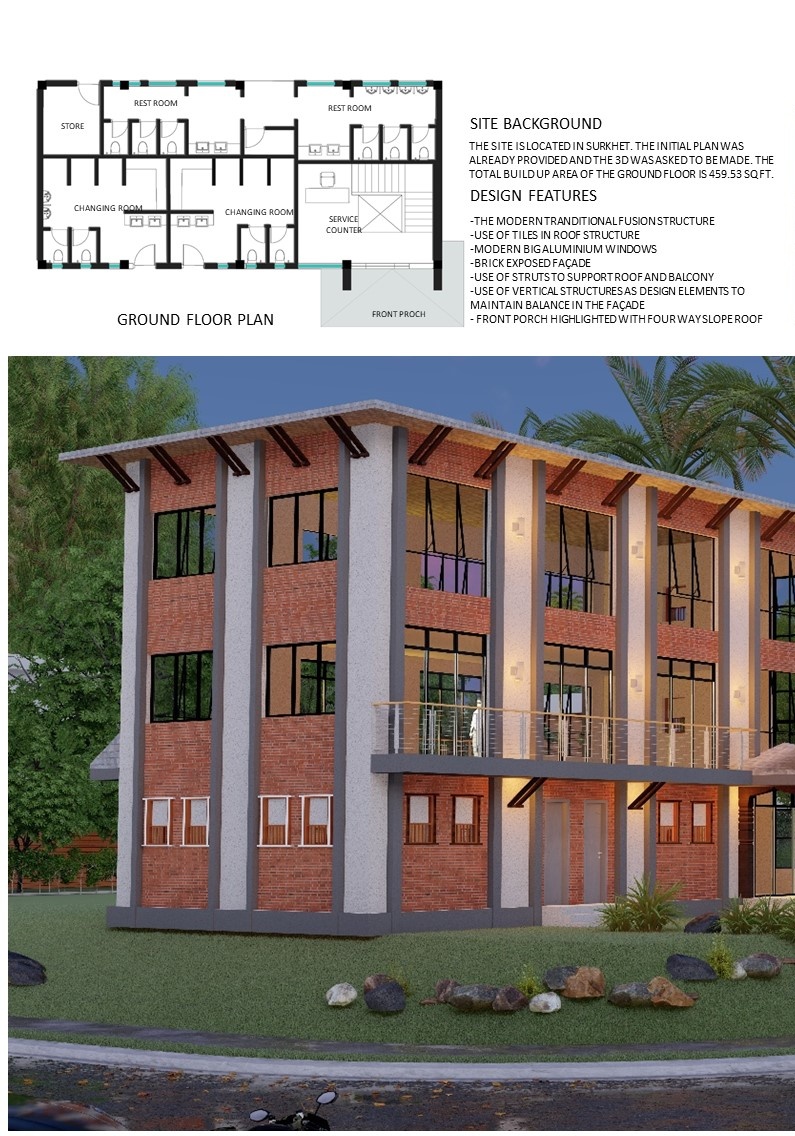 REST ROOM
REST ROOM
STORE
CHANGING ROOM
CHANGING ROOM
SERVICE
COUNTER
FRONT PROCH
GROUND FLOOR PLAN
SITE BACKGROUND
THE SITE IS LOCATED IN SURKHET. THE INITIAL PLAN WAS
ALREADY PROVIDED AND THE 3D WAS ASKED TO BE MADE. THE
TOTAL BUILD UP AREA OF THE GROUND FLOOR IS 459.53 SQ FT.
DESIGN FEATURES
-THE MODERN TRANDITIONAL FUSION STRUCTURE
-USE OF TILES IN ROOF STRUCTURE
-MODERN BIG ALUMINIUM WINDOWS
-BRICK EXPOSED FAÇADE
-USE OF STRUTS TO SUPPORT ROOF AND BALCONY
-USE OF VERTICAL STRUCTURES AS DESIGN ELEMENTS TO
MAINTAIN BALANCE IN THE FAÇADE
- FRONT PORCH HIGHLIGHTED WITH FOUR WAY SLOPE ROOF